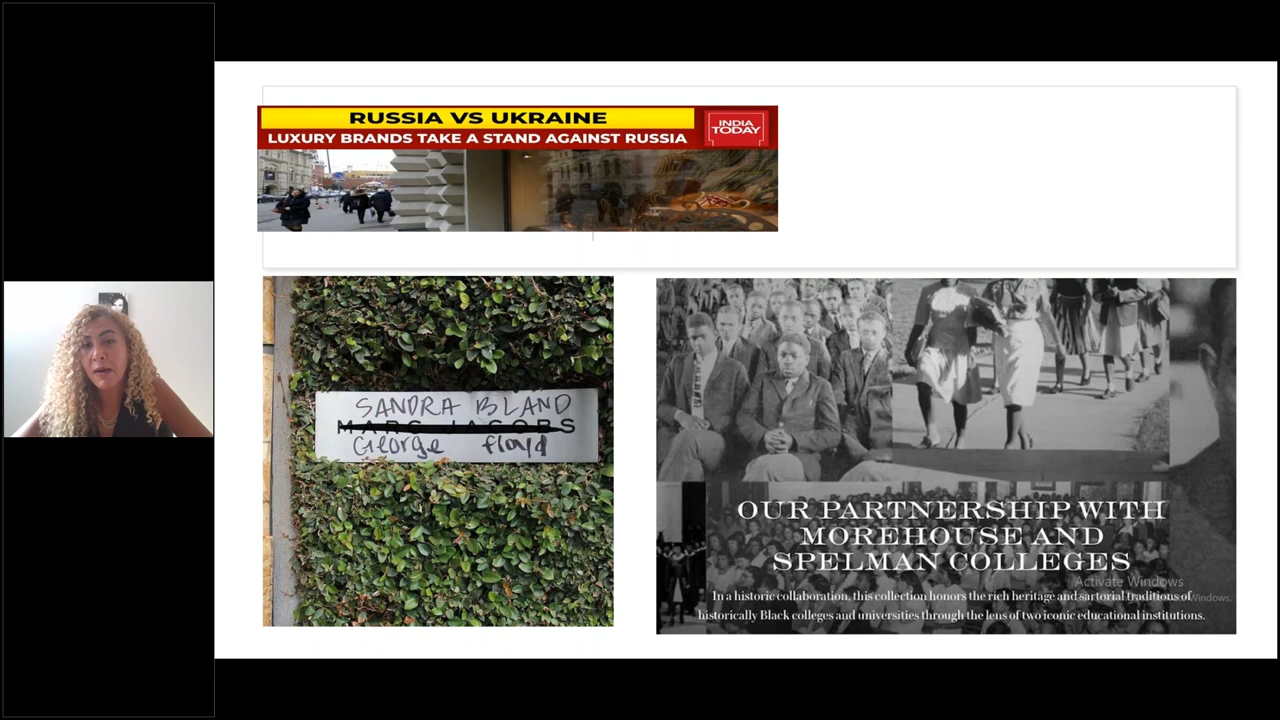 RUSSIA VS UKRAINE
INDIA
TODAY
LUXURY BRANDS TAKE A STAND AGAINST RUSSIA
SANDRA BLAND
MARC JACOBS
George floyd
OUR PARTNERSHIP WITH
MOREHOUSE AND
SPELMAN COLLEGES
Activate Windows
In a historic collaboration, this collection honors the rich heritage and sartorial traditions of
Windows.
historically Black colleges and universities through the lens of two iconic educational institutions.